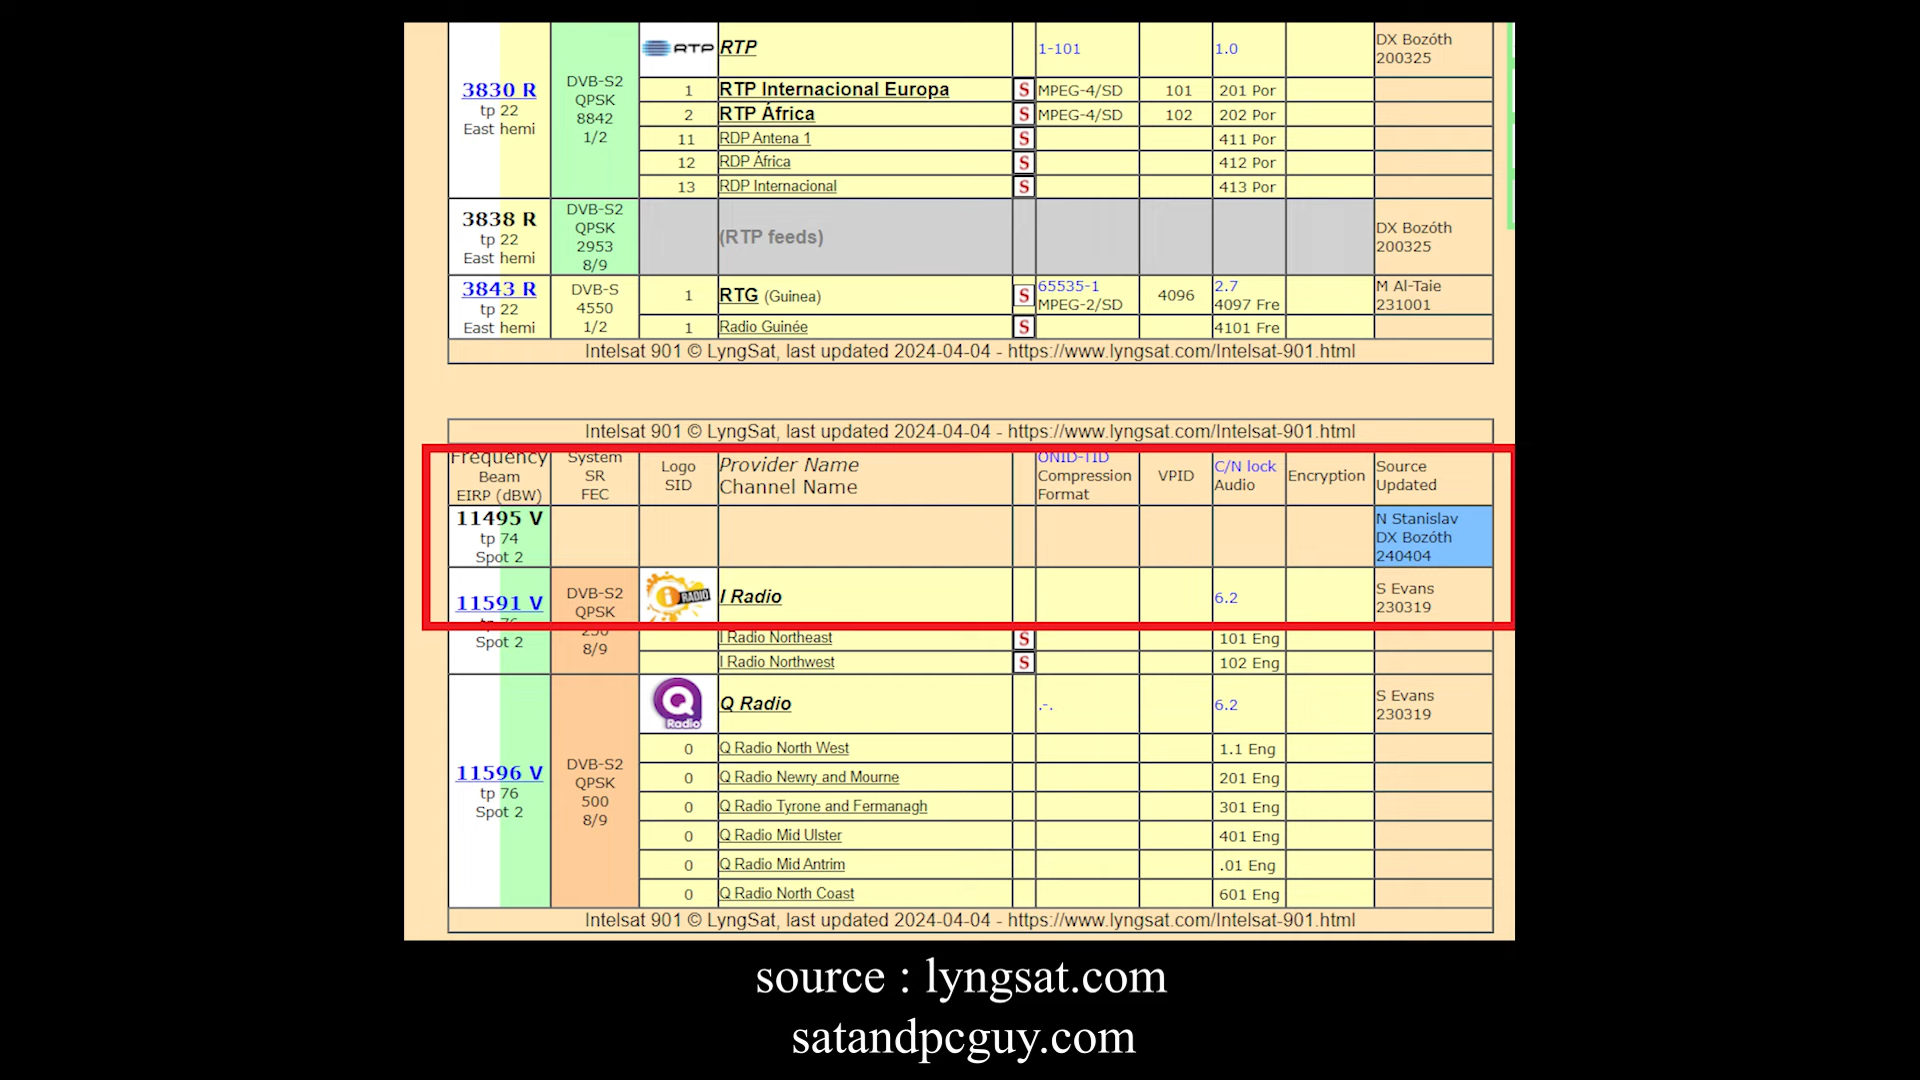 RTP RTP 1-101 1.0 DX Bozóth 200325
3830 R tp 22 East hemi DVB-S2 QPSK 8842 1/2
1 RTP Internacional Europa S MPEG-4/SD 101 201 Por
2 RTP África S MPEG-4/SD 102 202 Por
11 RDP Antena 1 S 411 Por
12 RDP África S 412 Por
13 RDP Internacional S 413 Por
3838 R tp 22 East hemi DVB-S2 QPSK 2953 8/9 (RTP feeds) DX Bozóth 200325
3843 R tp 22 East hemi DVB-S 4550 1/2 1 RTG (Guinea) S 65535-1 MPEG-2/SD 4096 2.7 4097 Fre M Al-Taie 231001
1 Radio Guinée S 4101 Fre
Intelsat 901 © LyngSat, last updated 2024-04-04 - https://www.lyngsat.com/Intelsat-901.html
Intelsat 901 © LyngSat, last updated 2024-04-04 - https://www.lyngsat.com/Intelsat-901.html
Frequency Beam EIRP (dBW) System SR FEC Logo SID Provider Name Channel Name ONID-TID Compression Format VPID C/N lock Audio Encryption Source Updated
11495 V tp 74 Spot 2 N Stanislav DX Bozóth 240404
11591 V tp 76 Spot 2 DVB-S2 QPSK 250 8/9 i RADIO I Radio 6.2 S Evans 230319
I Radio Northeast S 101 Eng
I Radio Northwest S 102 Eng
11596 V tp 76 Spot 2 DVB-S2 QPSK 500 8/9 Q Radio Q Radio .-. 6.2 S Evans 230319
0 Q Radio North West 1.1 Eng
0 Q Radio Newry and Mourne 201 Eng
0 Q Radio Tyrone and Fermanagh 301 Eng
0 Q Radio Mid Ulster 401 Eng
0 Q Radio Mid Antrim .01 Eng
0 Q Radio North Coast 601 Eng
Intelsat 901 © LyngSat, last updated 2024-04-04 - https://www.lyngsat.com/Intelsat-901.html
source : lyngsat.com
satandpcguy.com